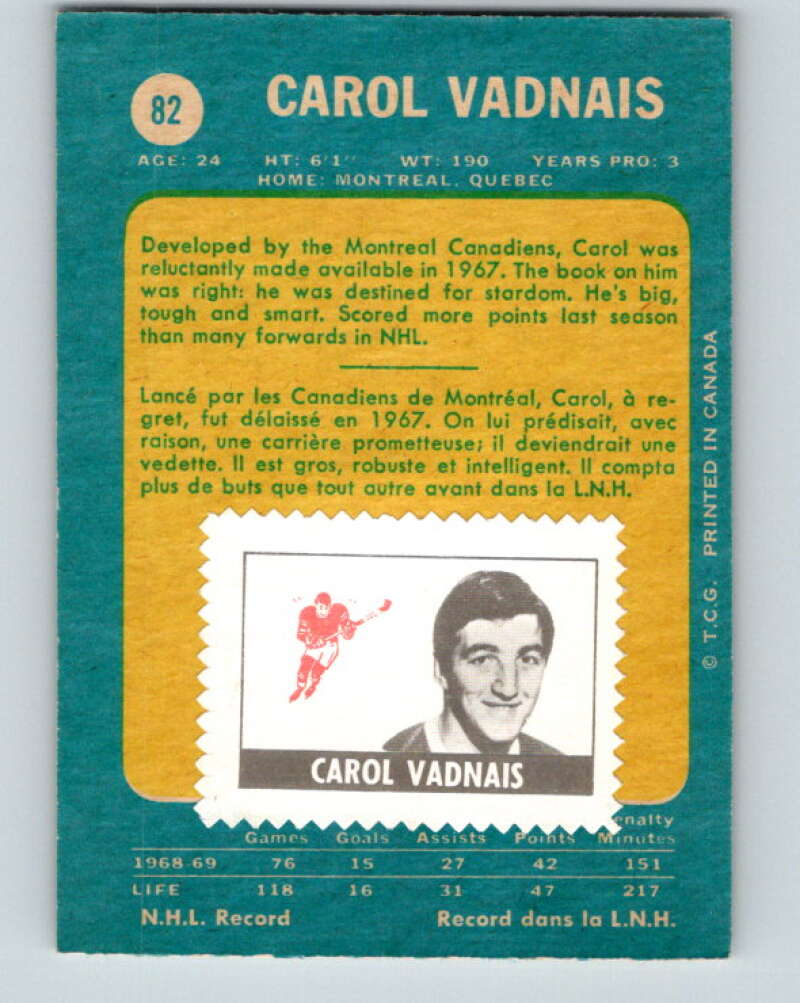 82
CAROL VADNAIS
AGE: 24 HT: 6'1" WT: 190 YEARS PRO: 3
HOME: MONTREAL, QUEBEC
Developed by the Montreal Canadiens, Carol was
reluctantly made available in 1967. The book on him
was right: he was destined for stardom. He's big,
tough and smart. Scored more points last season
than many forwards in NHL.
Lancé par les Canadiens de Montréal, Carol, à re-
gret, fut délaissé en 1967. On lui prédisait, avec
raison, une carrière prometteuse; il deviendrait une
vedette. Il est gros, robuste et intelligent. Il compta
plus de buts que tout autre avant dans la L.N.H.
CAROL VADNAIS
© T.C.G. PRINTED IN CANADA
enalty
Games Goals Assists Points Minutes
1968-69 76 15 27 42 151
LIFE 118 16 31 47 217
N.H.L. Record Record dans la L.N.H.